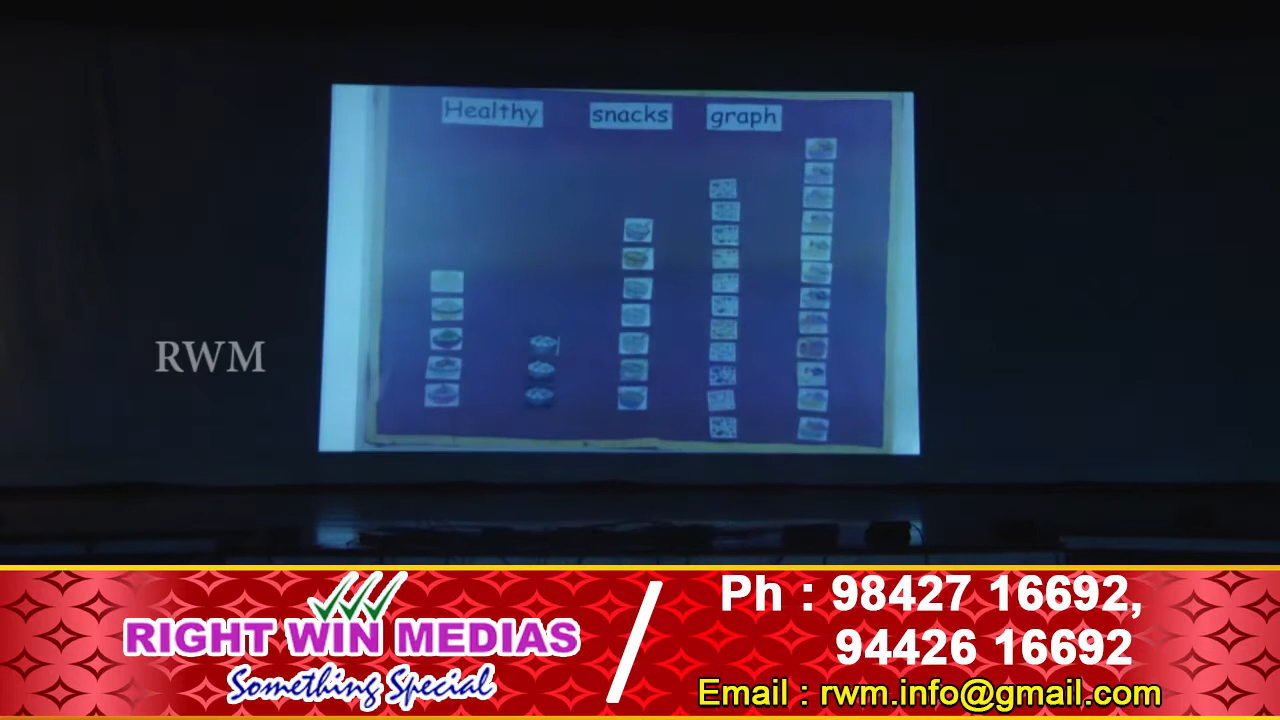 Healthy snacks graph
RWM
RIGHT WIN MEDIAS
Something Special
Ph : 98427 16692,
94426 16692
Email : rwm.info@gmail.com